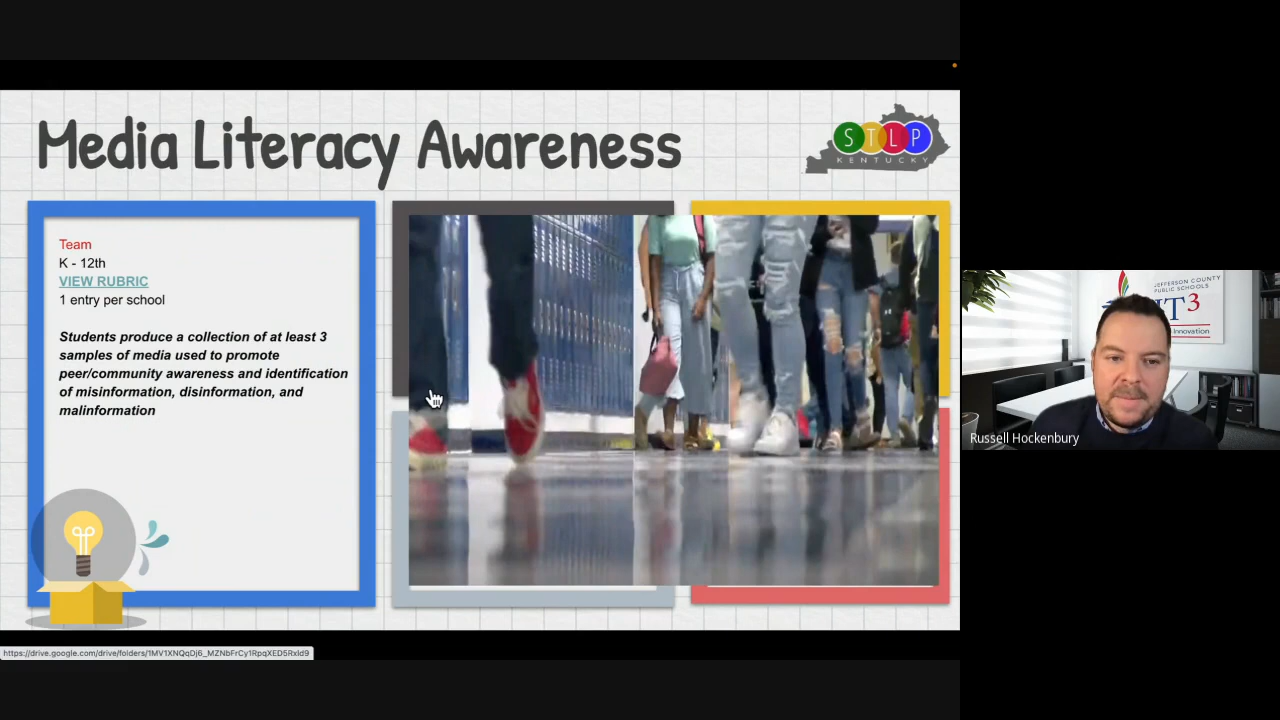 Media Literacy Awareness
STLP
KENTUCKY
Team
K - 12th
VIEW RUBRIC
1 entry per school
Students produce a collection of at least 3
samples of media used to promote
peer/community awareness and identification
of misinformation, disinformation, and
malinformation
JEFFERSON COUNTY
PUBLIC SCHOOLS
3
Innovation
Russell Hockenbury